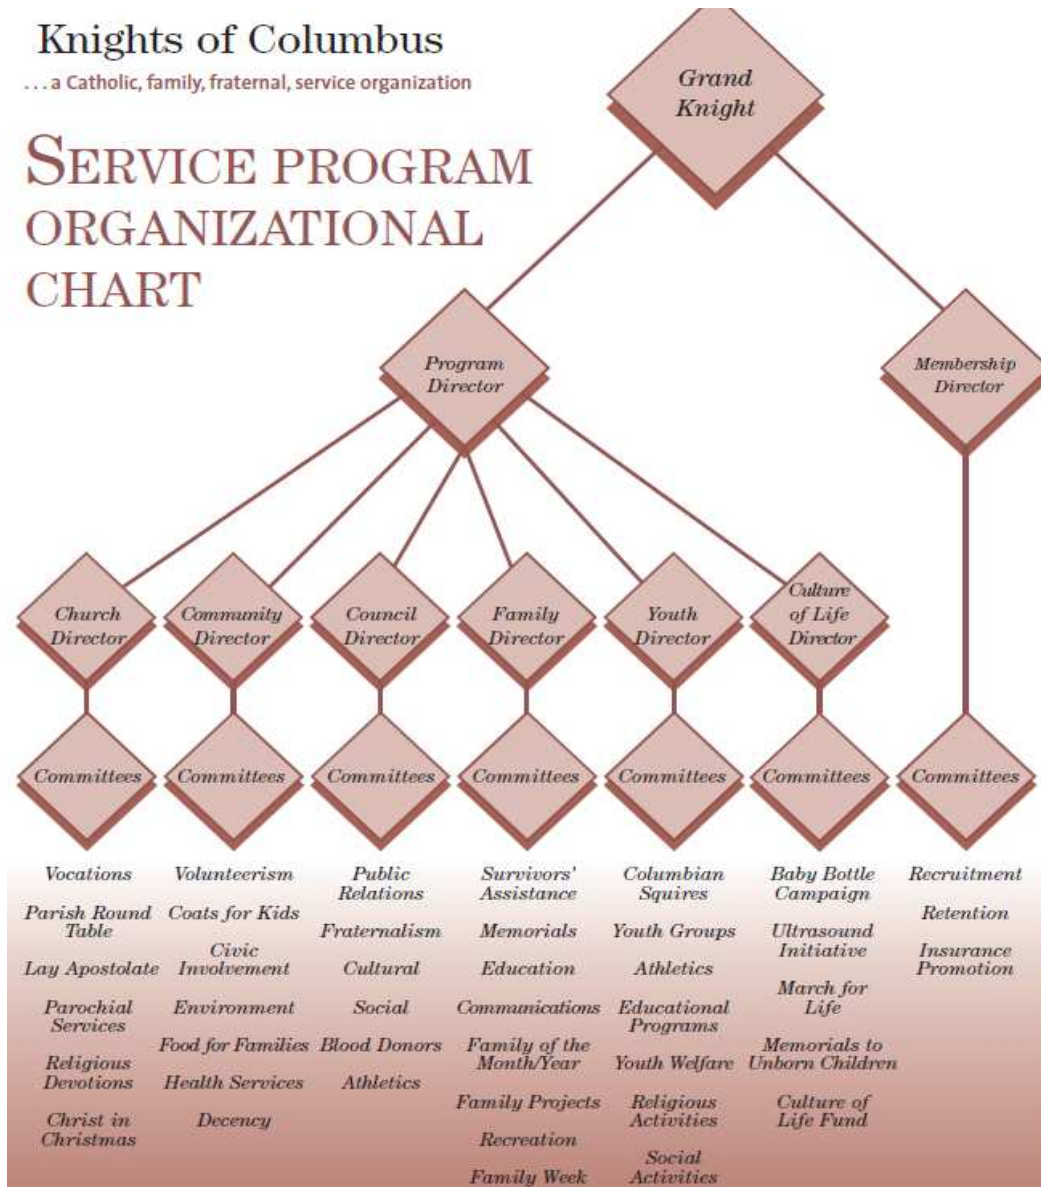 Knights of Columbus
...a Catholic, family, fraternal, service organization
SERVICE PROGRAM
ORGANIZATIONAL
CHART
Grand
Knight
Program
Director
Membership
Director
Church
Director
Community
Director
Council
Director
Family
Director
Youth
Director
Culture
of Life
Director
Committees
Committees
Committees
Committees
Committees
Committees
Committees
Vocations
Parish Round
Table
Lay Apostolate
Parochial
Services
Religious
Devotions
Christ in
Christmas
Volunteerism
Coats for Kids
Civic
Involvement
Environment
Food for Families
Health Services
Decency
Public
Relations
Fraternalism
Cultural
Social
Blood Donors
Athletics
Survivors'
Assistance
Memorials
Education
Communications
Family of the
Month/Year
Family Projects
Recreation
Family Week
Columbian
Squires
Youth Groups
Athletics
Educational
Programs
Youth Welfare
Religious
Activities
Social
Activities
Baby Bottle
Campaign
Ultrasound
Initiative
March for
Life
Memorials to
Unborn Children
Culture of
Life Fund
Recruitment
Retention
Insurance
Promotion